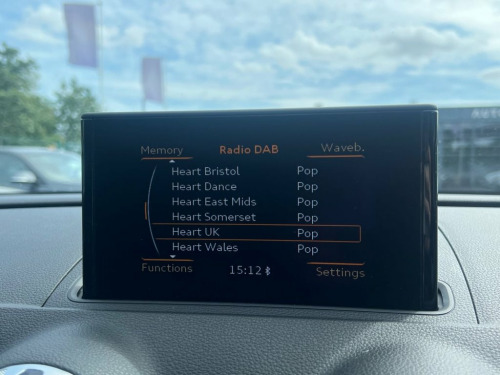 Memory Radio DAB Waveb.
Heart Bristol Pop
Heart Dance Pop
Heart East Mids Pop
Heart Somerset Pop
Heart UK Pop
Heart Wales Pop
Functions 15:12 Settings